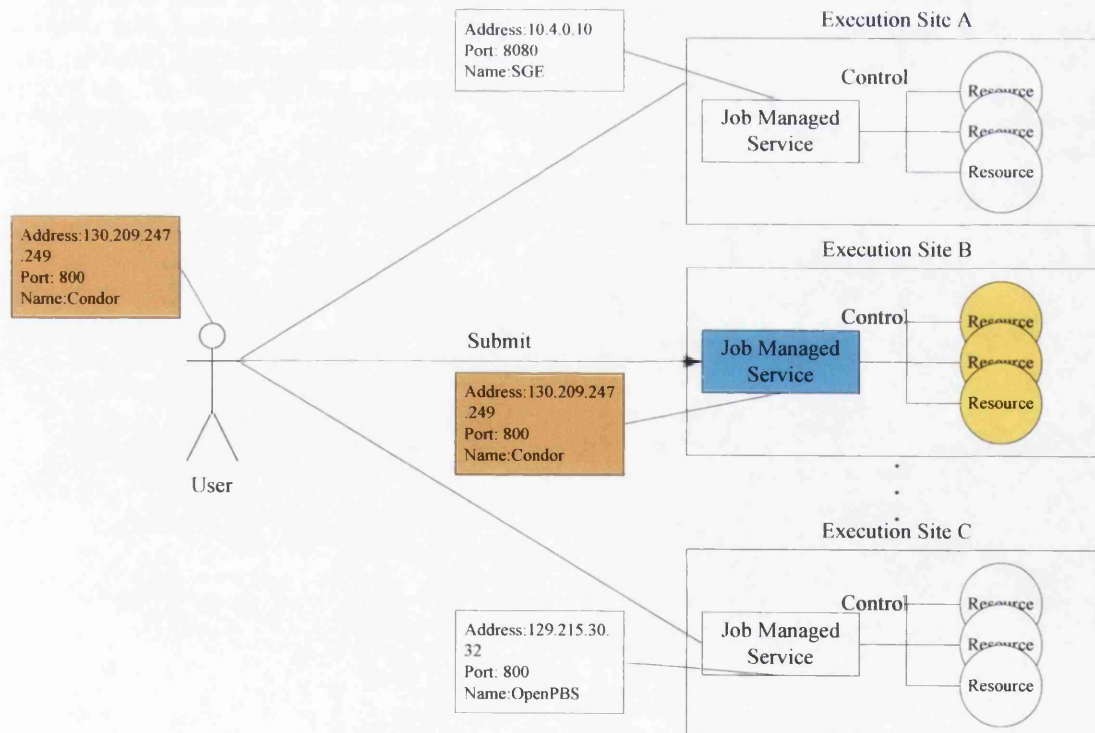 Execution Site A
Address:10.4.0.10
Port: 8080
Name:SGE
Control
Resource
Job Managed
Service
Resource
Resource
Address:130.209.247
.249
Port: 800
Name:Condor
Execution Site B
Control
Resource
Submit
Job Managed
Service
Resource
Address:130.209.247
.249
Port: 800
Name:Condor
Resource
User
Execution Site C
Control
Resource
Address:129.215.30.
32
Port: 800
Name:OpenPBS
Job Managed
Service
Resource
Resource